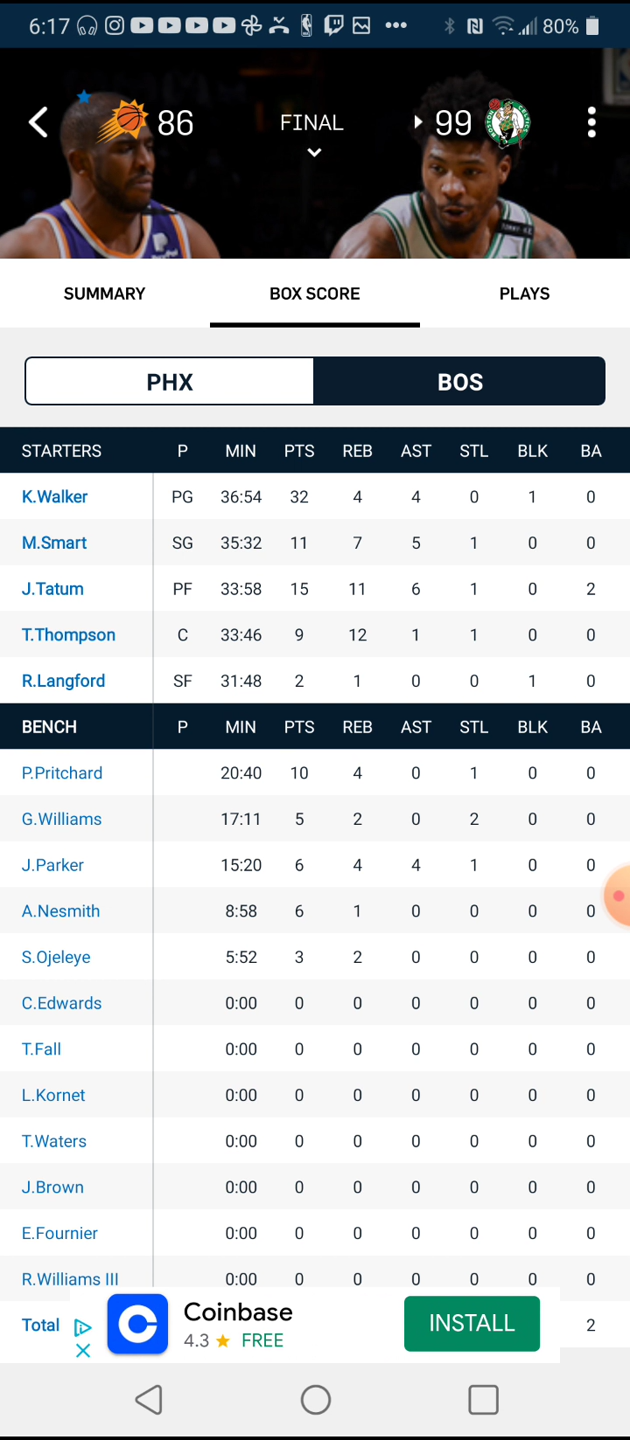 6:17 80%
86 FINAL 99
SUMMARY BOX SCORE PLAYS
PHX BOS
STARTERS P MIN PTS REB AST STL BLK BA
K.Walker PG 36:54 32 4 4 0 1 0
M.Smart SG 35:32 11 7 5 1 0 0
J.Tatum PF 33:58 15 11 6 1 0 2
T.Thompson C 33:46 9 12 1 1 0 0
R.Langford SF 31:48 2 1 0 0 1 0
BENCH P MIN PTS REB AST STL BLK BA
P.Pritchard 20:40 10 4 0 1 0 0
G.Williams 17:11 5 2 0 2 0 0
J.Parker 15:20 6 4 4 1 0 0
A.Nesmith 8:58 6 1 0 0 0 0
S.Ojeleye 5:52 3 2 0 0 0 0
C.Edwards 0:00 0 0 0 0 0 0
T.Fall 0:00 0 0 0 0 0 0
L.Kornet 0:00 0 0 0 0 0 0
T.Waters 0:00 0 0 0 0 0 0
J.Brown 0:00 0 0 0 0 0 0
E.Fournier 0:00 0 0 0 0 0 0
R.Williams III 0:00 0 0 0 0 0 0
Total 2
Coinbase
4.3 FREE
INSTALL